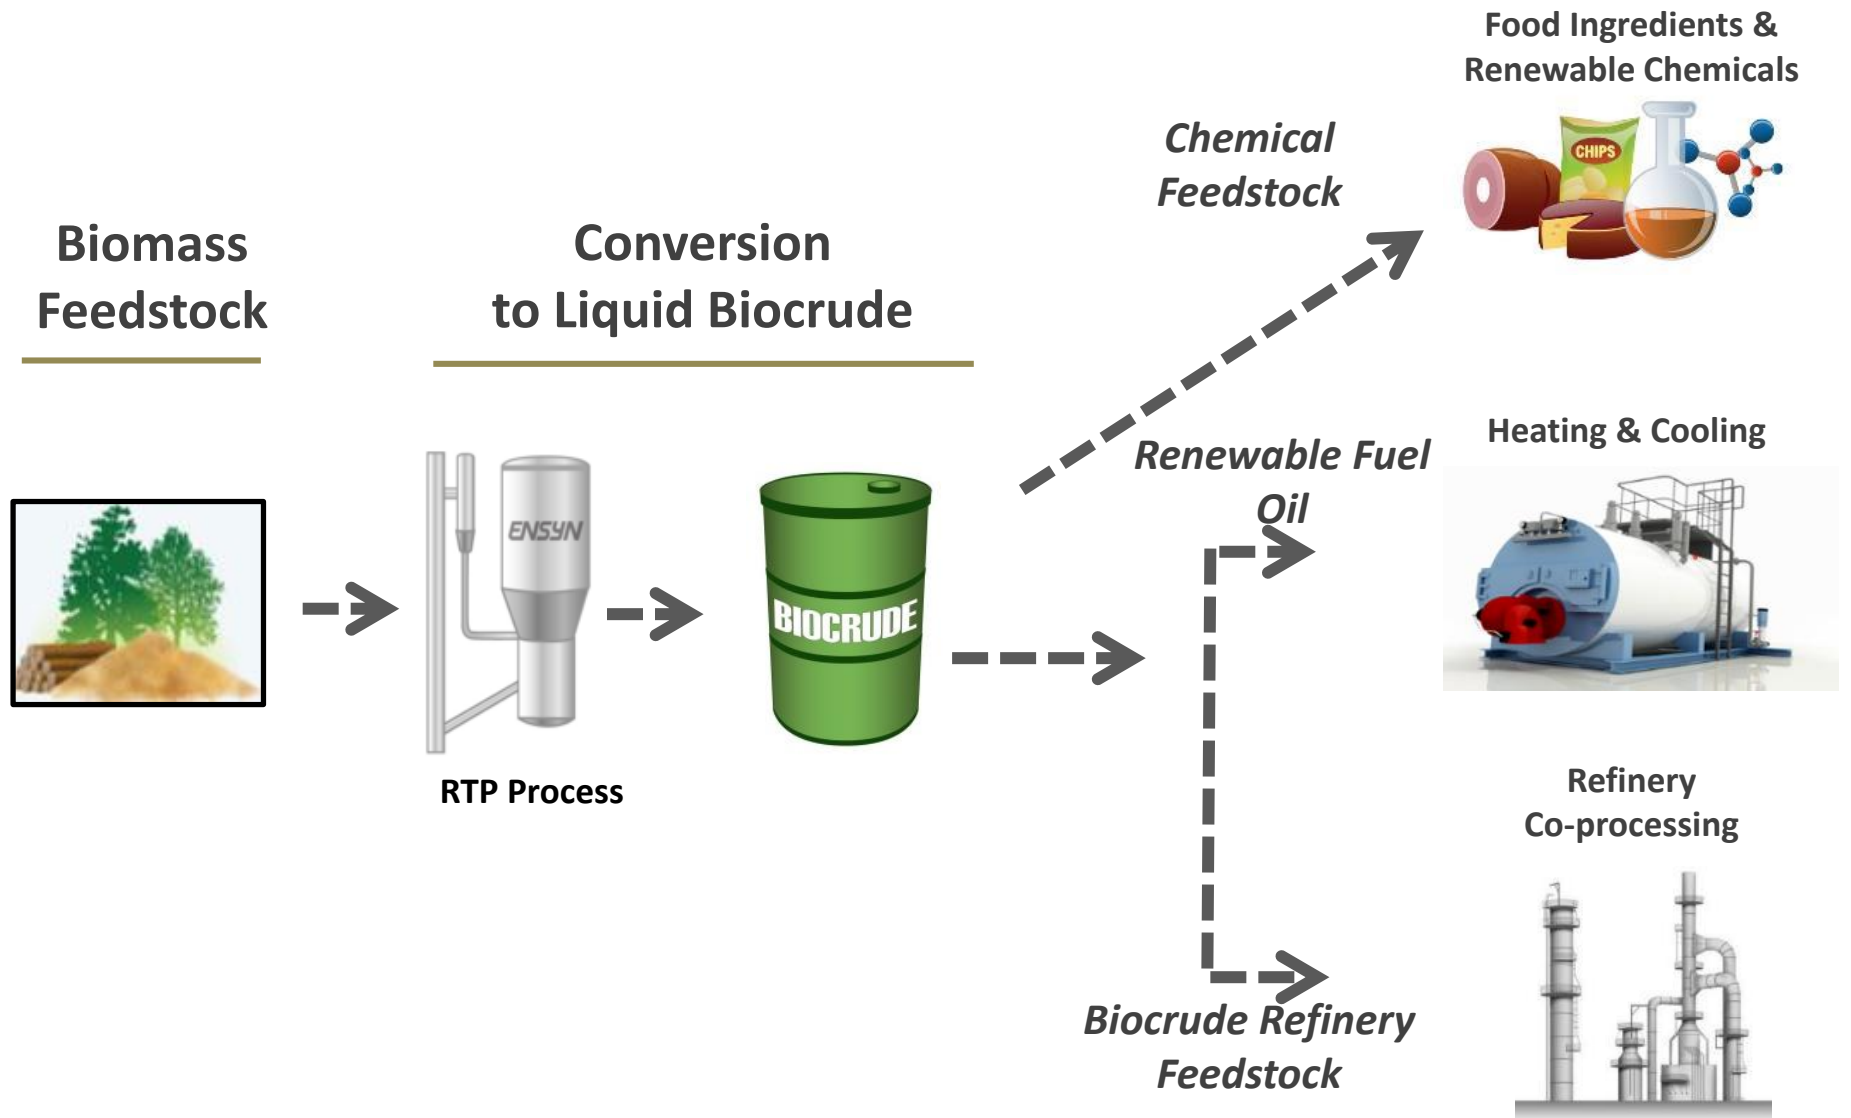 Food Ingredients &
Renewable Chemicals
CHIPS
Chemical
Feedstock
Biomass
Feedstock
Conversion
to Liquid Biocrude
Renewable Fuel
Oil
Heating & Cooling
ENSYN
BIOCRUDE
RTP Process
Refinery
Co-processing
Biocrude Refinery
Feedstock